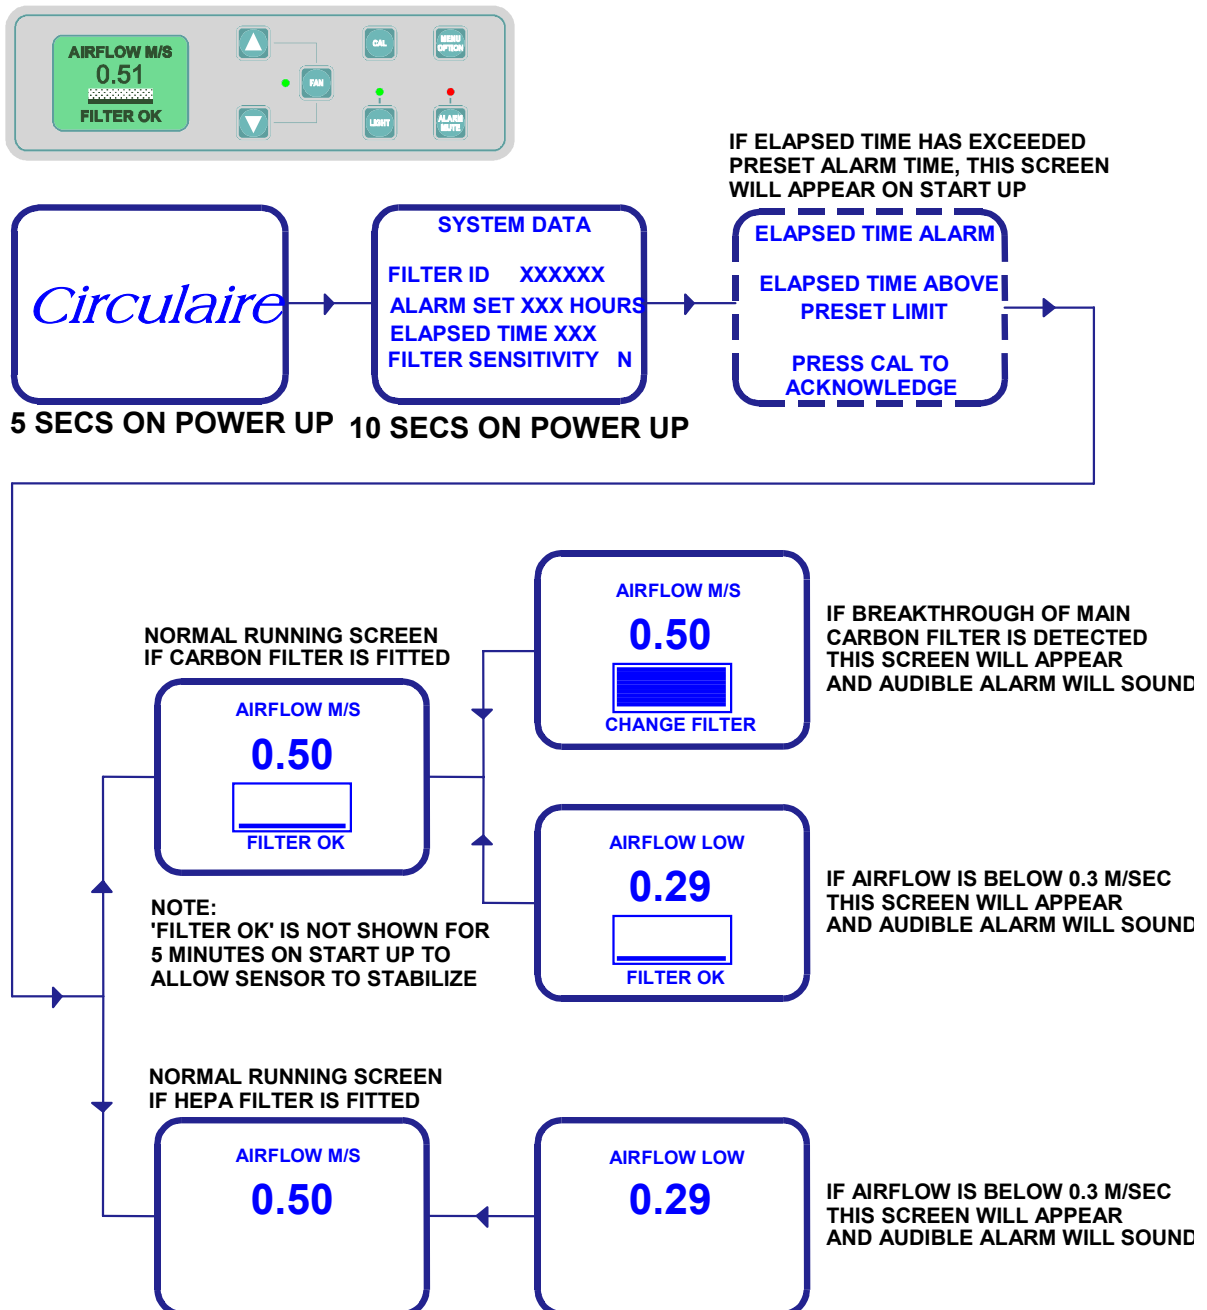 AIRFLOW M/S
0.51
FILTER OK
FAN
CAL
MENU
OPTION
LIGHT
ALARM
MUTE
IF ELAPSED TIME HAS EXCEEDED
PRESET ALARM TIME, THIS SCREEN
WILL APPEAR ON START UP
Circulaire
5 SECS ON POWER UP
SYSTEM DATA
FILTER ID XXXXXX
ALARM SET XXX HOURS
ELAPSED TIME XXX
FILTER SENSITIVITY N
10 SECS ON POWER UP
ELAPSED TIME ALARM
ELAPSED TIME ABOVE
PRESET LIMIT
PRESS CAL TO
ACKNOWLEDGE
NORMAL RUNNING SCREEN
IF CARBON FILTER IS FITTED
AIRFLOW M/S
0.50
FILTER OK
NOTE:
'FILTER OK' IS NOT SHOWN FOR
5 MINUTES ON START UP TO
ALLOW SENSOR TO STABILIZE
AIRFLOW M/S
0.50
CHANGE FILTER
IF BREAKTHROUGH OF MAIN
CARBON FILTER IS DETECTED
THIS SCREEN WILL APPEAR
AND AUDIBLE ALARM WILL SOUND
AIRFLOW LOW
0.29
FILTER OK
IF AIRFLOW IS BELOW 0.3 M/SEC
THIS SCREEN WILL APPEAR
AND AUDIBLE ALARM WILL SOUND
NORMAL RUNNING SCREEN
IF HEPA FILTER IS FITTED
AIRFLOW M/S
0.50
AIRFLOW LOW
0.29
IF AIRFLOW IS BELOW 0.3 M/SEC
THIS SCREEN WILL APPEAR
AND AUDIBLE ALARM WILL SOUND